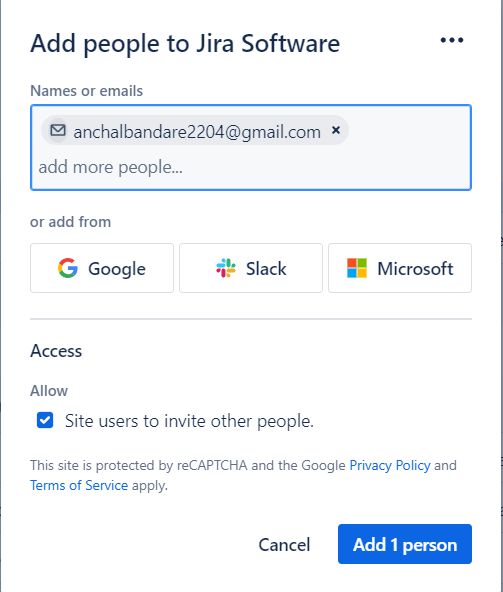 Add people to Jira Software
Names or emails
anchalbandare2204@gmail.com ×
add more people...
or add from
Google Slack Microsoft
Access
Allow
Site users to invite other people.
This site is protected by reCAPTCHA and the Google Privacy Policy and
Terms of Service apply.
Cancel Add 1 person